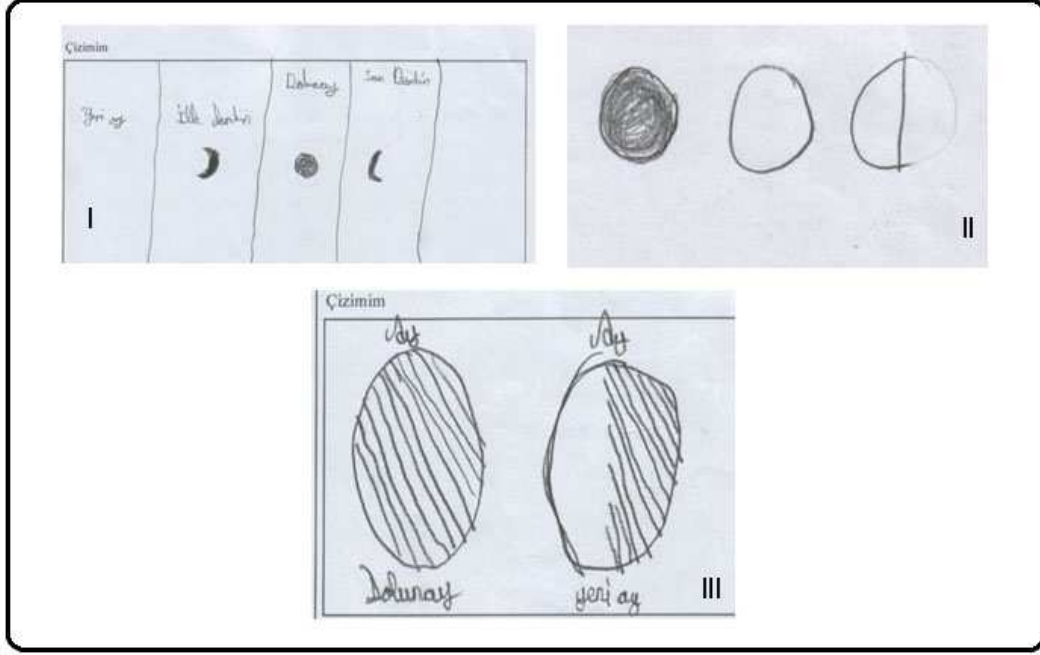 Çizimim
Yeni ay
İlk Dördün
Dolunay
Son Dördün
I
II
Çizimim
Ay
Ay
Dolunay
yeni ay
III